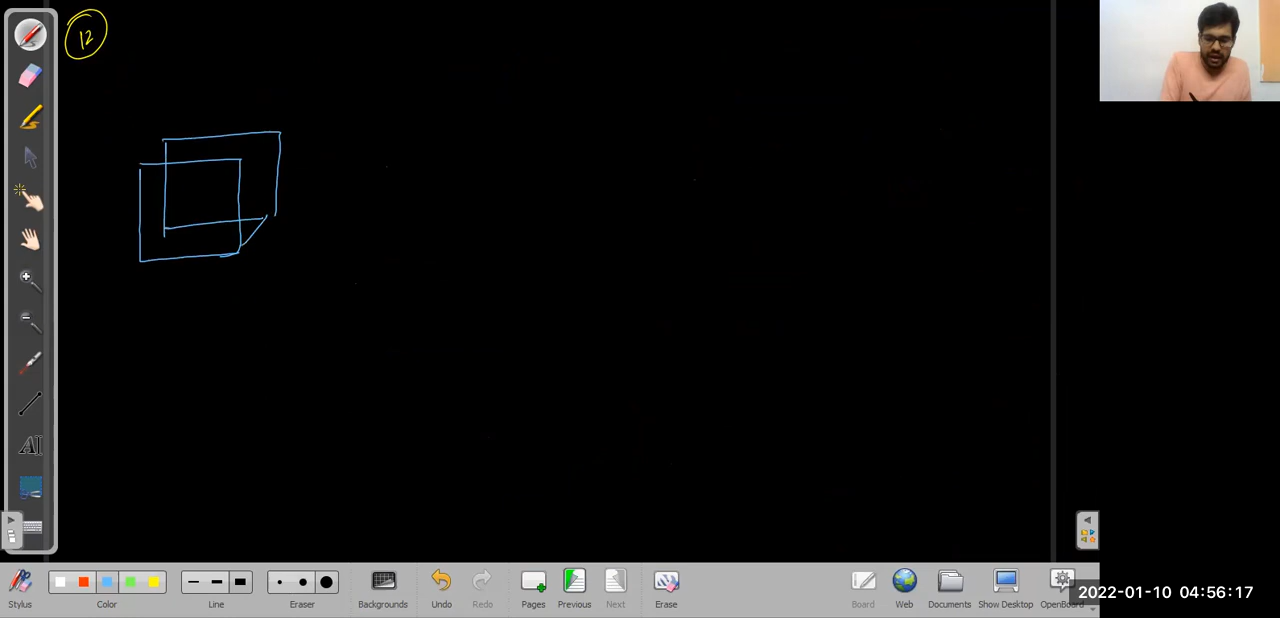 12
AI
Stylus
Color
Line
Eraser
Backgrounds
Undo
Redo
Pages
Previous
Next
Erase
Board
Web
Documents
Show Desktop
OpenBoard
2022-01-10 04:56:17